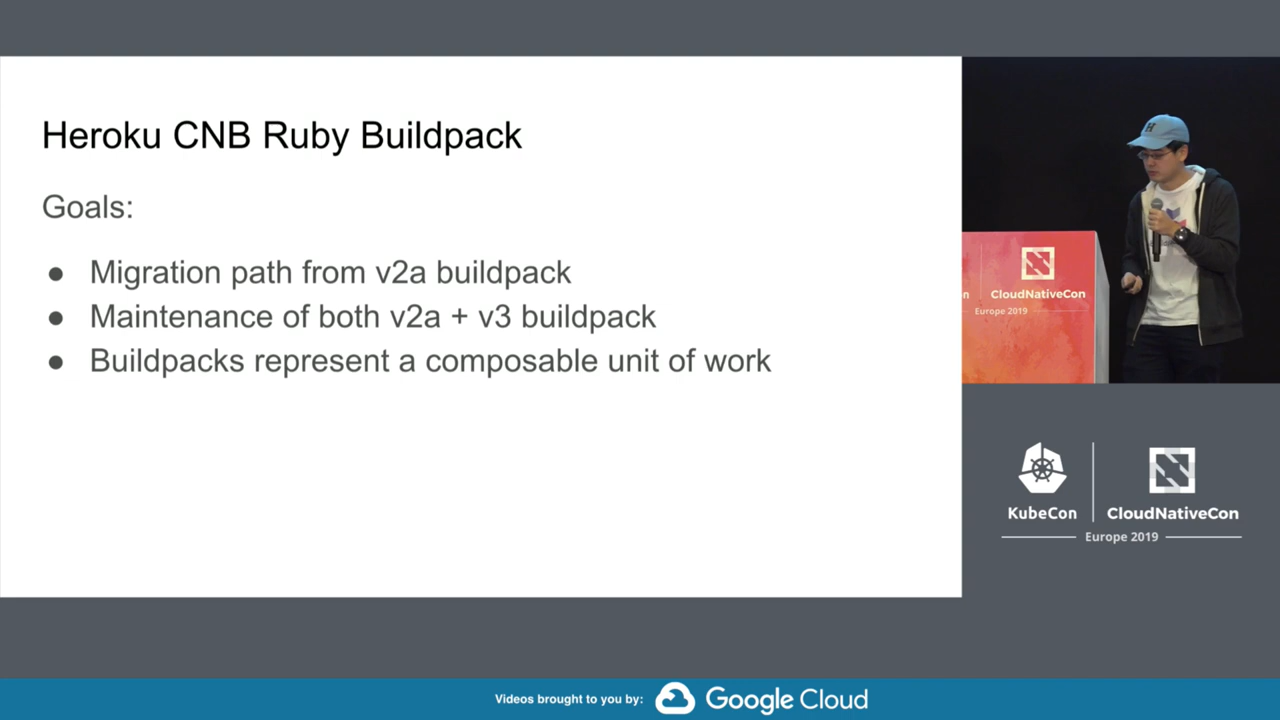 Heroku CNB Ruby Buildpack
Goals:
● Migration path from v2a buildpack
● Maintenance of both v2a + v3 buildpack
● Buildpacks represent a composable unit of work
H
n
CloudNativeCon
Europe 2019
KubeCon
CloudNativeCon
Europe 2019
Videos brought to you by:
Google Cloud